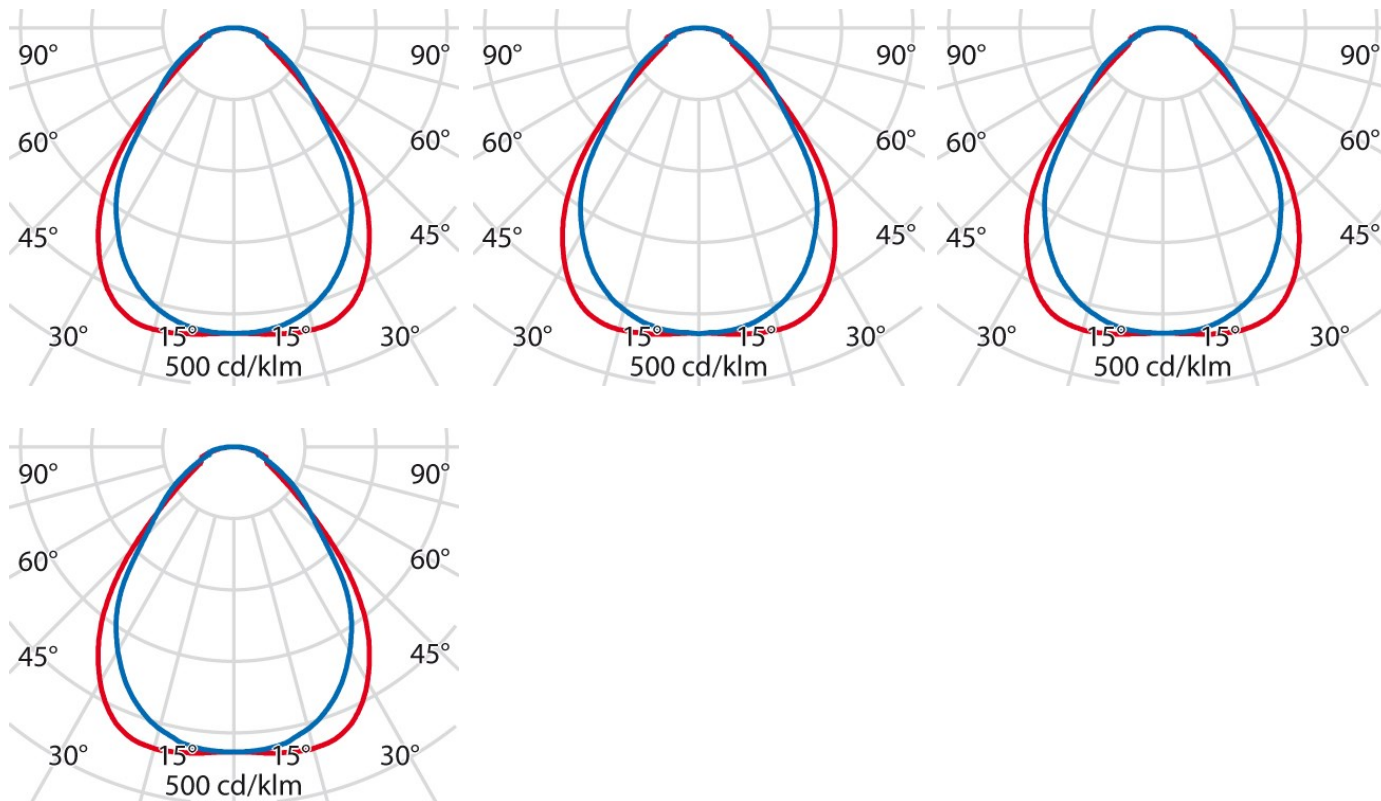 90° 90° 90° 90° 90° 90°
60° 60° 60° 60° 60° 60°
45° 45° 45° 45° 45° 45°
30° 15° 15° 30° 30° 15° 15° 30° 30° 15° 15° 30°
500 cd/klm 500 cd/klm 500 cd/klm
90° 90°
60° 60°
45° 45°
30° 15° 15° 30°
500 cd/klm